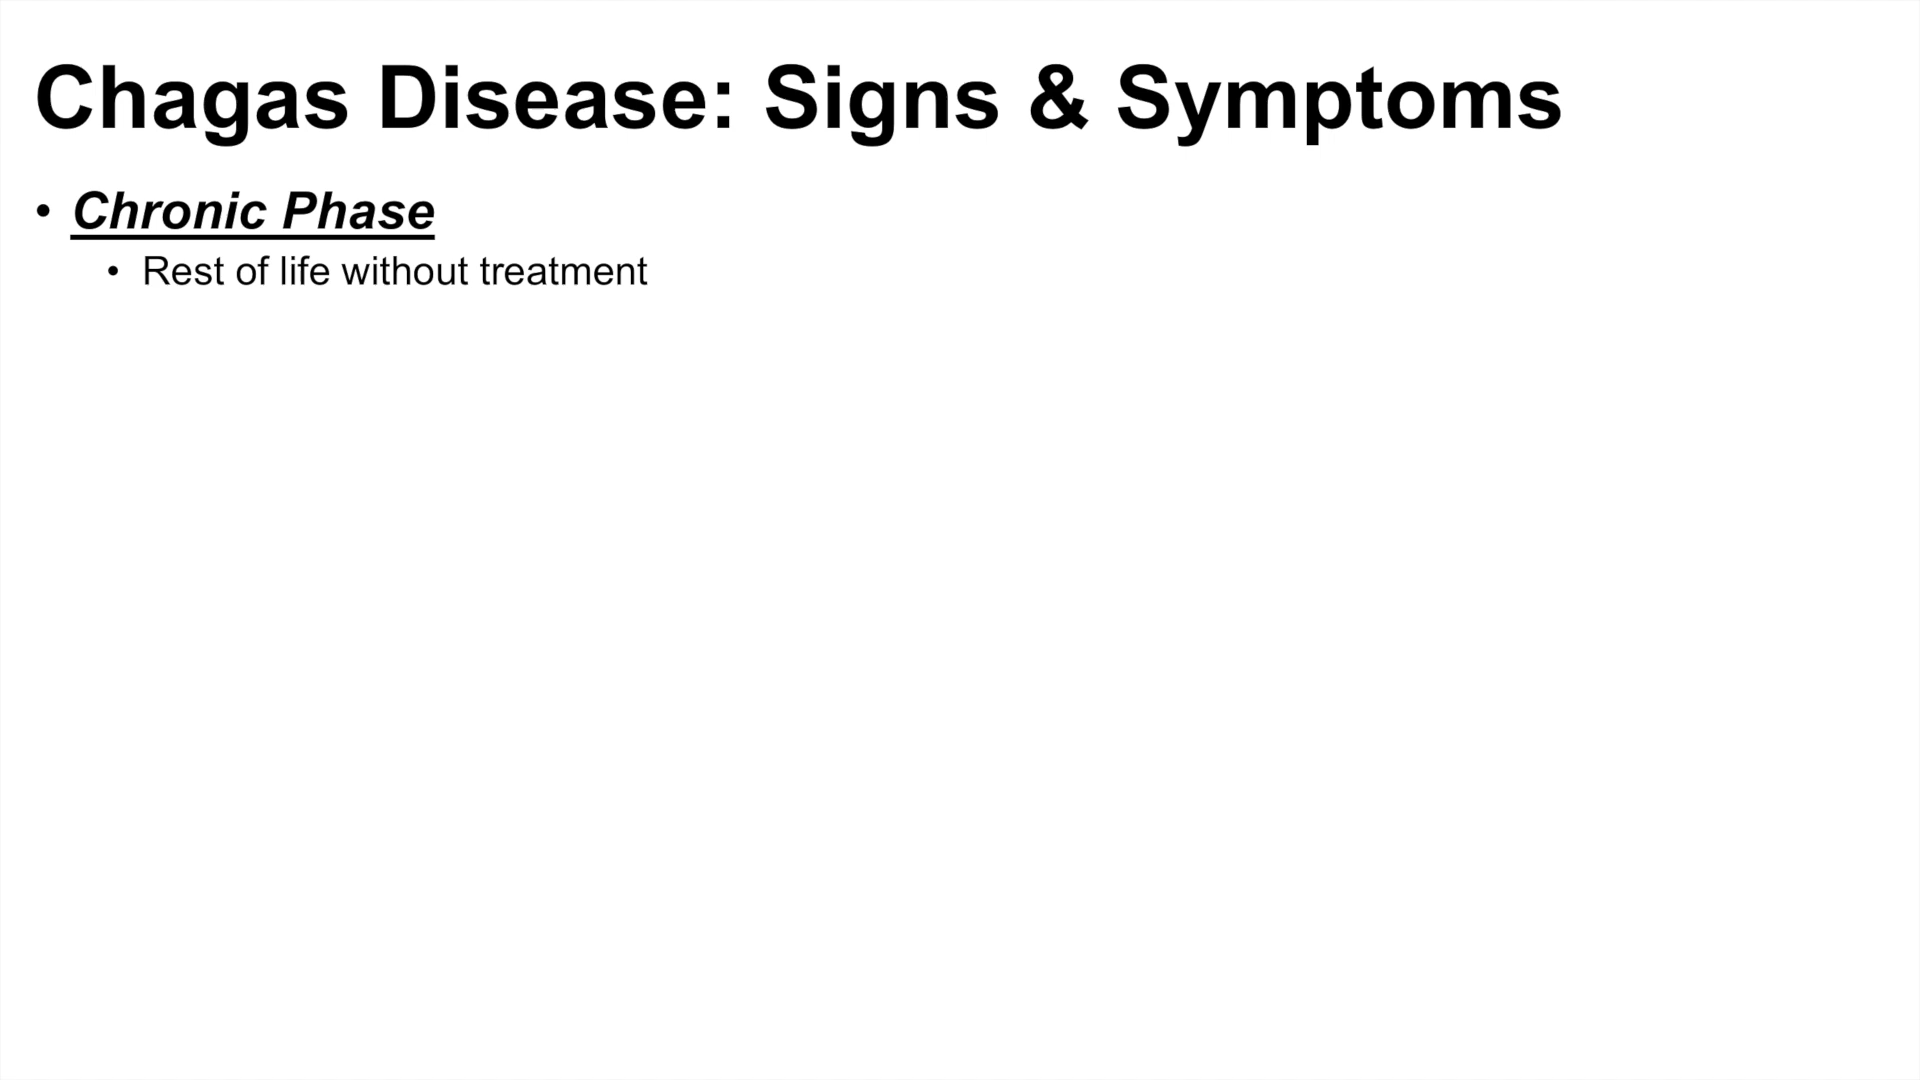 Chagas Disease: Signs & Symptoms
• Chronic Phase
• Rest of life without treatment